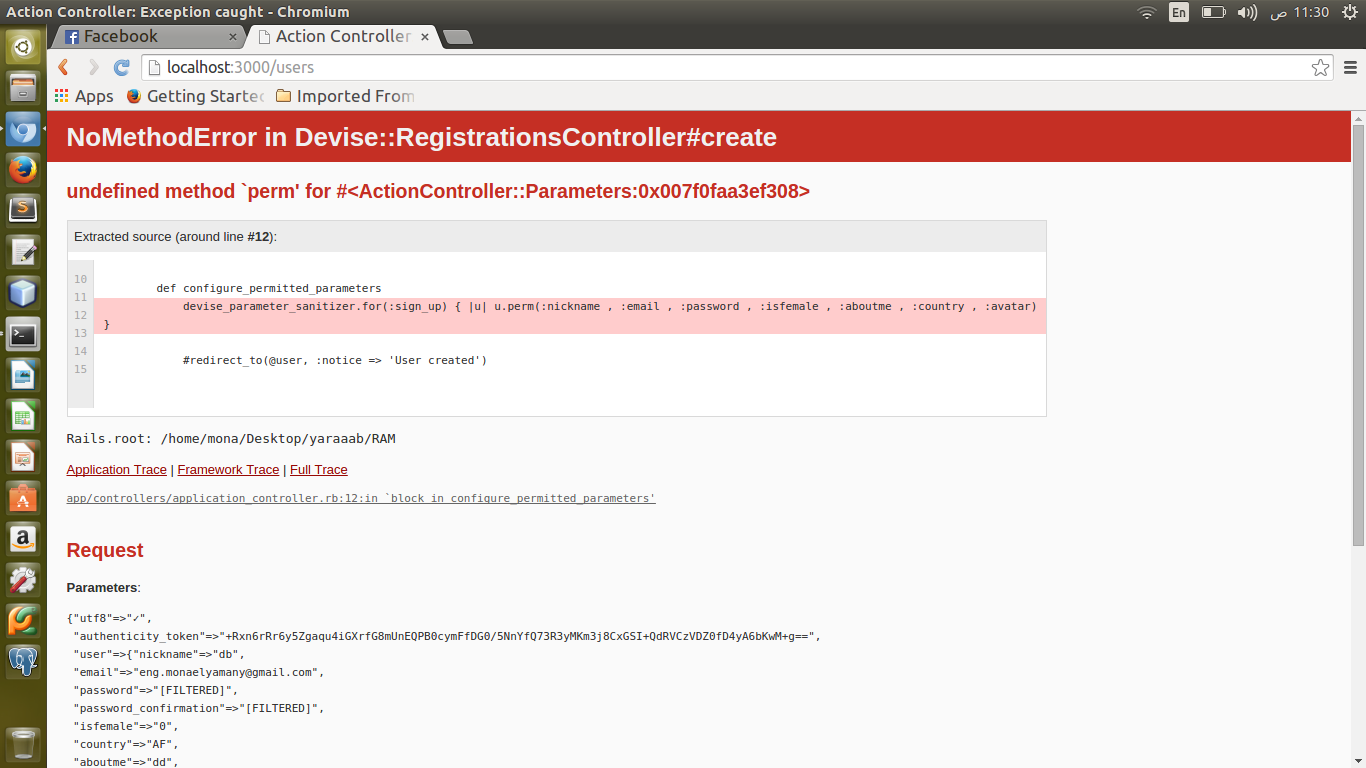 Action Controller: Exception caught - Chromium
En
ص 11:30
Facebook ×
Action Controller ×
localhost:3000/users
Apps
Getting Starte
Imported From
NoMethodError in Devise::RegistrationsController#create
undefined method `perm' for #<ActionController::Parameters:0x007f0faa3ef308>
Extracted source (around line #12):
10
def configure_permitted_parameters
11
devise_parameter_sanitizer.for(:sign_up) { |u| u.perm(:nickname , :email , :password , :isfemale , :aboutme , :country , :avatar)
12
}
13
14
#redirect_to(@user, :notice => 'User created')
15
Rails.root: /home/mona/Desktop/yaraaab/RAM
Application Trace | Framework Trace | Full Trace
app/controllers/application_controller.rb:12:in `block in configure_permitted_parameters'
Request
Parameters:
{"utf8"=>"✓",
"authenticity_token"=>"+Rxn6rRr6y5Zgaqu4iGXrfG8mUnEQPB0cymFfDG0/5NnYfQ73R3yMKm3j8CxGSI+QdRVCzVDZ0fD4yA6bKwM+g==",
"user"=>{"nickname"=>"db",
"email"=>"eng.monaelyamany@gmail.com",
"password"=>"[FILTERED]",
"password_confirmation"=>"[FILTERED]",
"isfemale"=>"0",
"country"=>"AF",
"aboutme"=>"dd",